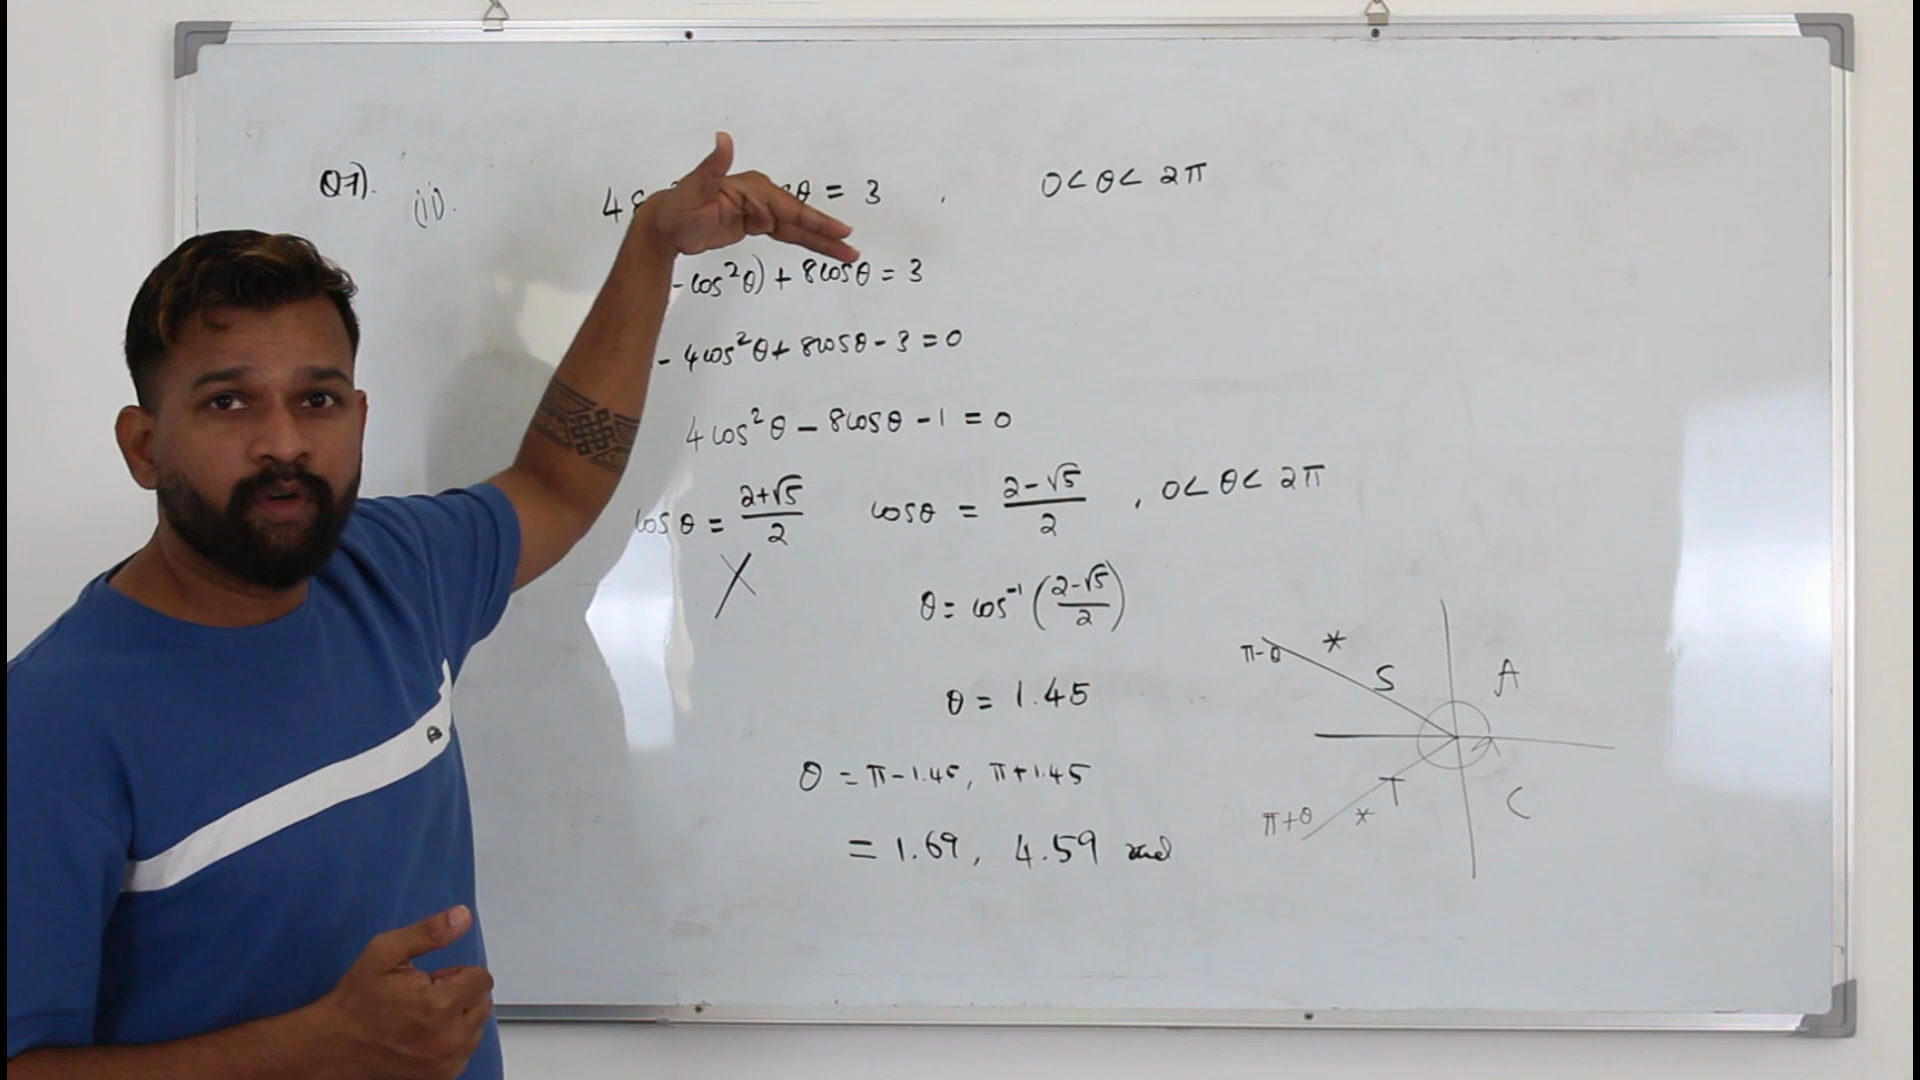 Q7). (ii). 4 θ = 3 , 0 < θ < 2π
- cos²θ) + 8cosθ = 3
- 4cos²θ + 8cosθ - 3 = 0
4cos²θ - 8cosθ - 1 = 0
cosθ = (2+√5)/2 cosθ = (2-√5)/2 , 0 < θ < 2π
θ = cos⁻¹((2-√5)/2)
θ = 1.45
θ = π-1.45, π+1.45
= 1.69, 4.59 rad
π-θ * S A
π+θ * T C